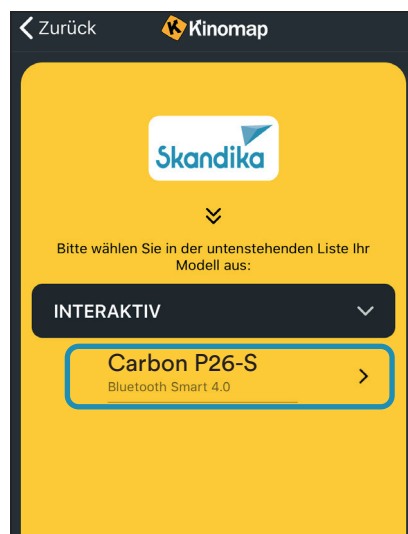 Zurück
Kinomap
Skandika
Bitte wählen Sie in der untenstehenden Liste Ihr
Modell aus:
INTERAKTIV
Carbon P26-S
Bluetooth Smart 4.0